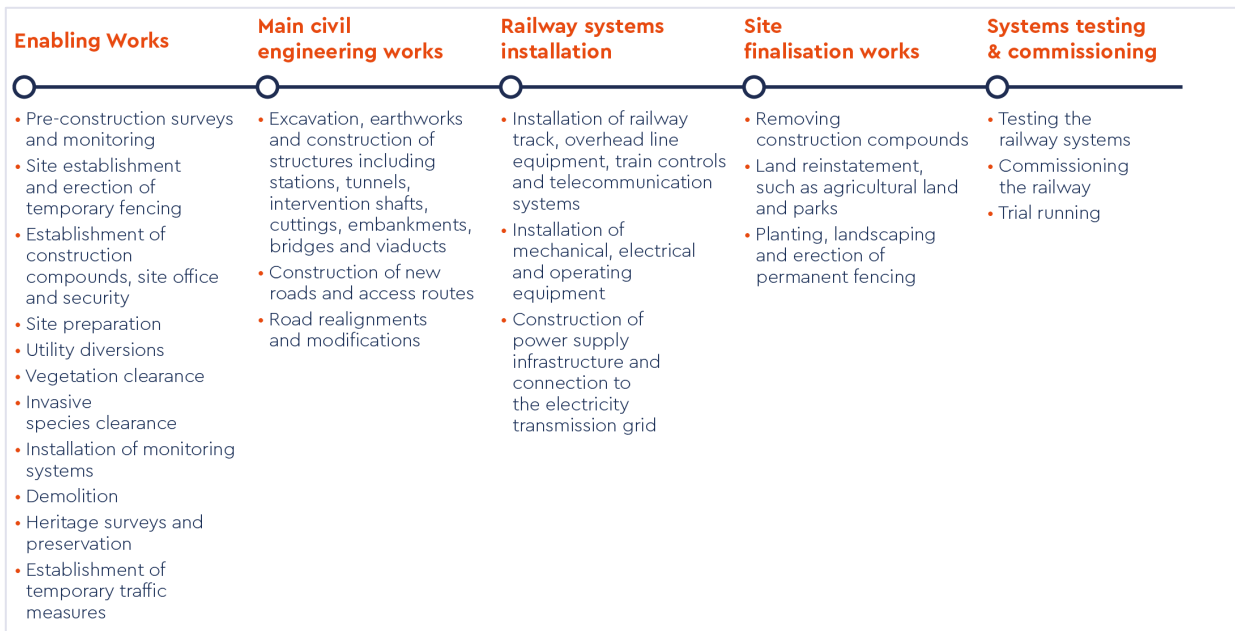 Enabling Works
• Pre-construction surveys
and monitoring
• Site establishment
and erection of
temporary fencing
• Establishment of
construction
compounds, site office
and security
• Site preparation
• Utility diversions
• Vegetation clearance
• Invasive
species clearance
• Installation of monitoring
systems
• Demolition
• Heritage surveys and
preservation
• Establishment of
temporary traffic
measures
Main civil
engineering works
• Excavation, earthworks
and construction of
structures including
stations, tunnels,
intervention shafts,
cuttings, embankments,
bridges and viaducts
• Construction of new
roads and access routes
• Road realignments
and modifications
Railway systems
installation
• Installation of railway
track, overhead line
equipment, train controls
and telecommunication
systems
• Installation of
mechanical, electrical
and operating
equipment
• Construction of
power supply
infrastructure and
connection to
the electricity
transmission grid
Site
finalisation works
• Removing
construction compounds
• Land reinstatement,
such as agricultural land
and parks
• Planting, landscaping
and erection of
permanent fencing
Systems testing
& commissioning
• Testing the
railway systems
• Commissioning
the railway
• Trial running